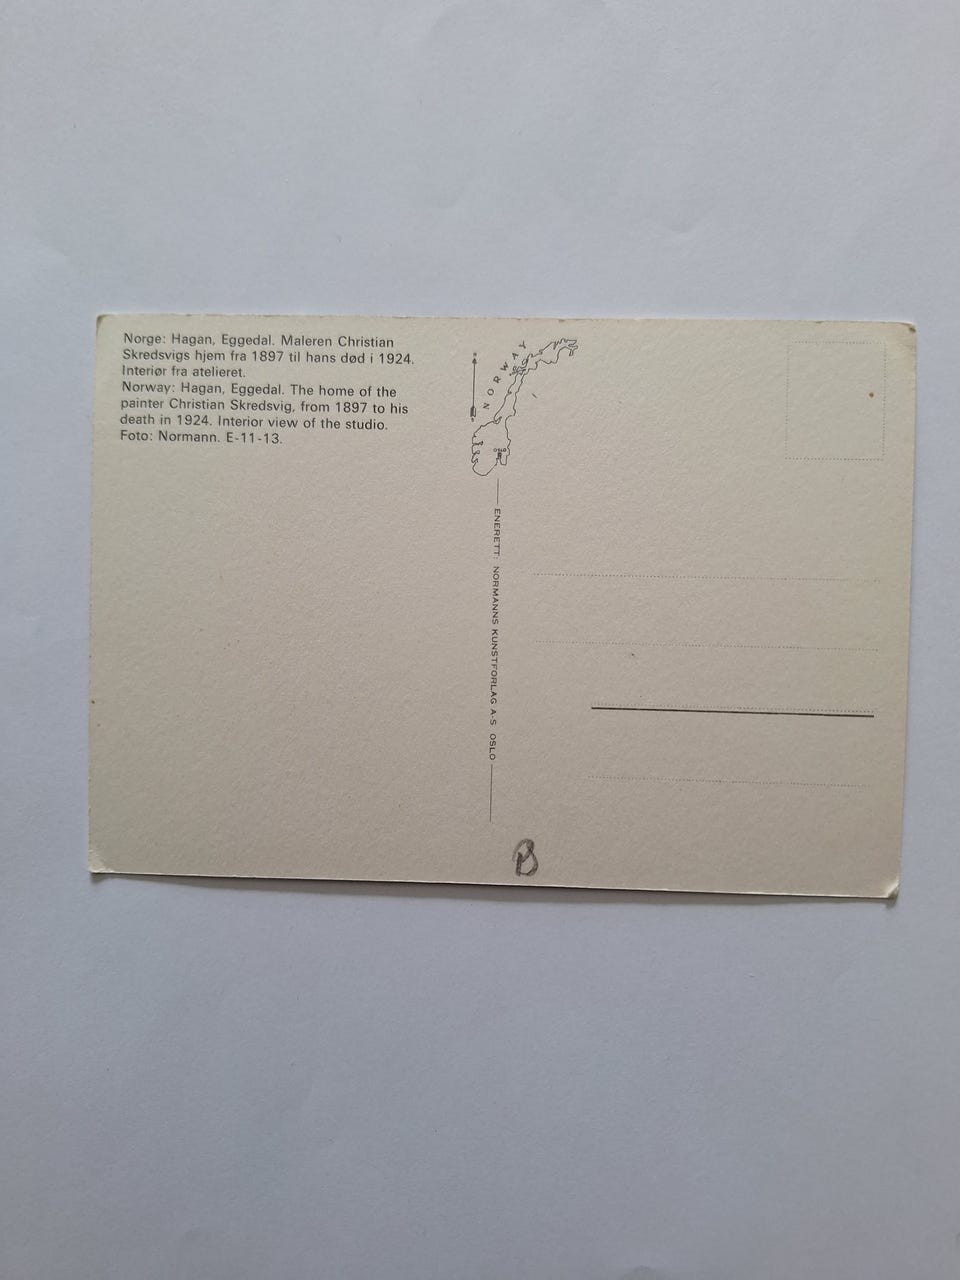 Norge: Hagan, Eggedal. Maleren Christian
Skredsvigs hjem fra 1897 til hans død i 1924.
Interiør fra atelieret.
Norway: Hagan, Eggedal. The home of the
painter Christian Skredsvig, from 1897 to his
death in 1924. Interior view of the studio.
Foto: Normann. E-11-13.
NORWAY
OSLO
ENERETT: NORMANNS KUNSTFORLAG A-S OSLO